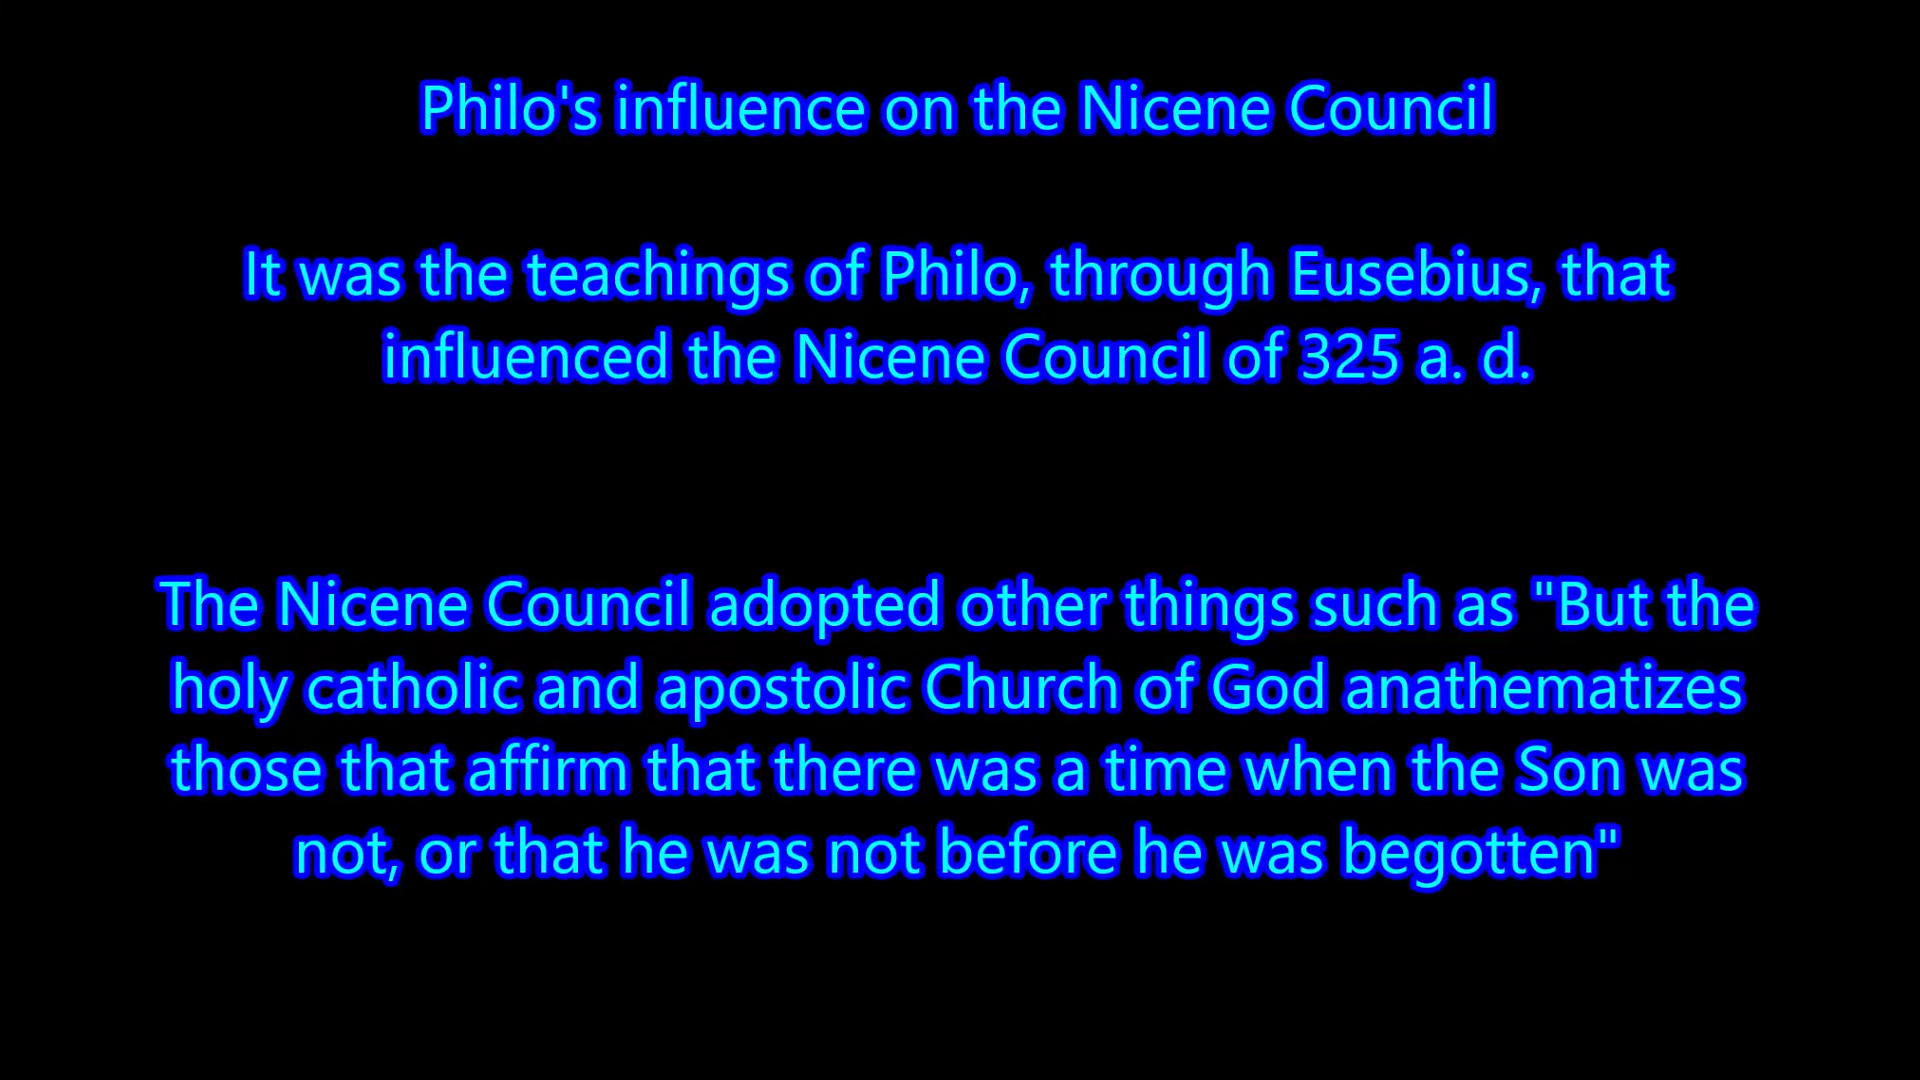 Philo's influence on the Nicene Council
It was the teachings of Philo, through Eusebius, that
influenced the Nicene Council of 325 a. d.
The Nicene Council adopted other things such as "But the
holy catholic and apostolic Church of God anathematizes
those that affirm that there was a time when the Son was
not, or that he was not before he was begotten"